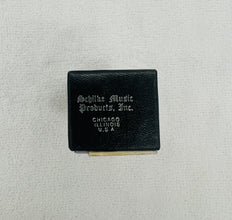 Schilke Music
Products, Inc.
CHICAGO
ILLINOIS
U.S.A